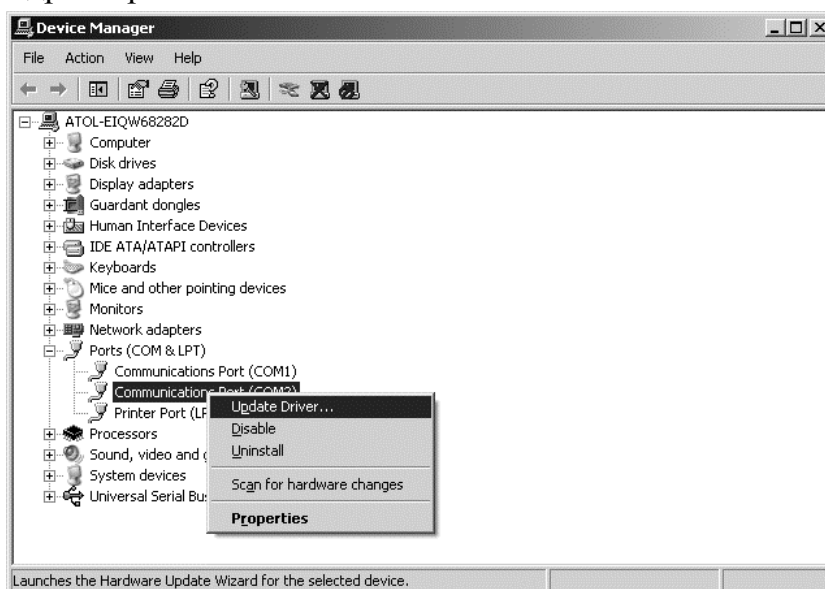 Device Manager
File Action View Help
ATOL-EIQW68282D
Computer
Disk drives
Display adapters
Guardant dongles
Human Interface Devices
IDE ATA/ATAPI controllers
Keyboards
Mice and other pointing devices
Monitors
Network adapters
Ports (COM & LPT)
Communications Port (COM1)
Communications Port (COM2)
Printer Port (LP
Update Driver...
Disable
Uninstall
Scan for hardware changes
Properties
Processors
Sound, video and g
System devices
Universal Serial Bu
Launches the Hardware Update Wizard for the selected device.